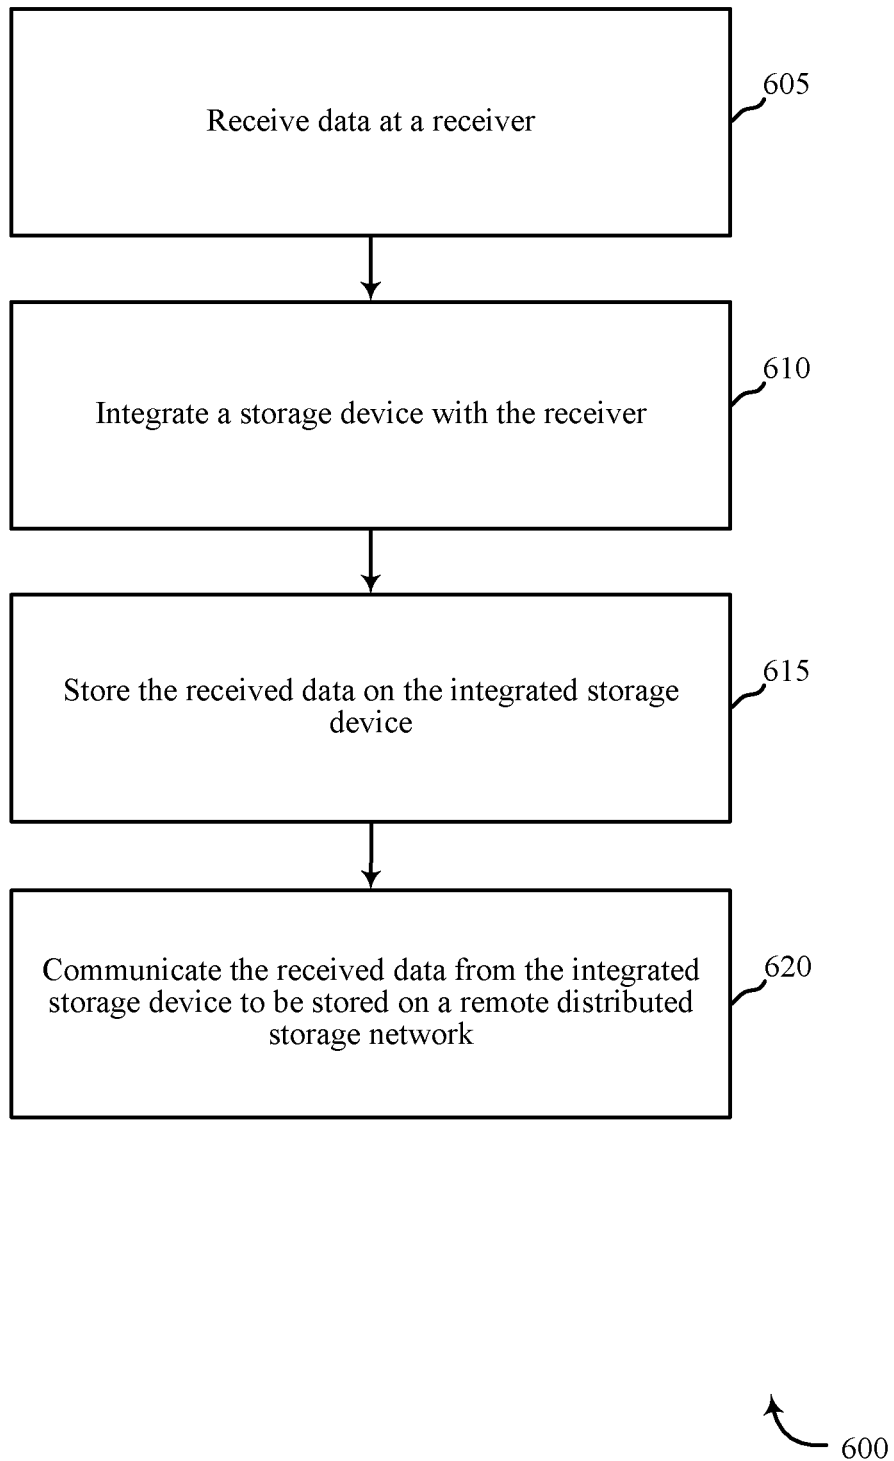 Receive data at a receiver
605
Integrate a storage device with the receiver
610
Store the received data on the integrated storage
device
615
Communicate the received data from the integrated
storage device to be stored on a remote distributed
storage network
620
600